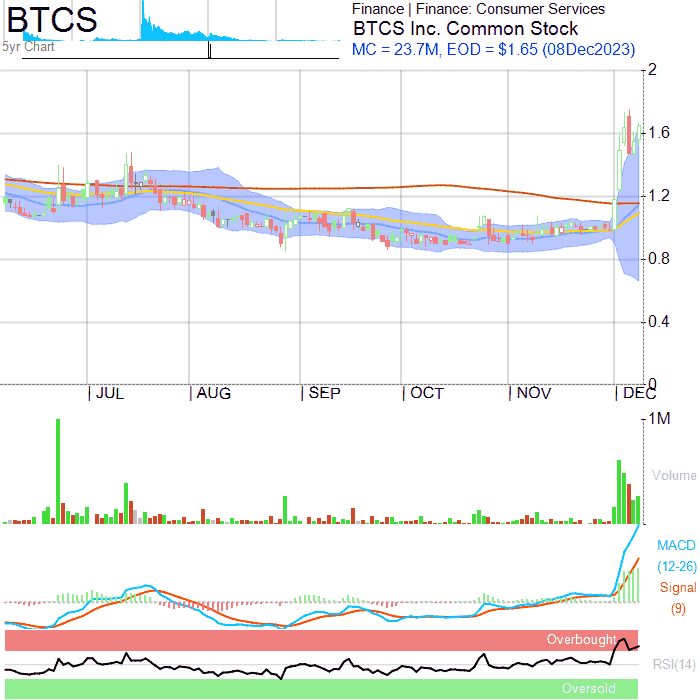 BTCS
5yr Chart
Finance | Finance: Consumer Services
BTCS Inc. Common Stock
MC = 23.7M, EOD = $1.65 (08Dec2023)
2
1.6
1.2
0.8
0.4
0
JUL AUG SEP OCT NOV DEC
1M
Volume
MACD
(12-26)
Signal
(9)
Overbought
RSI(14)
Oversold